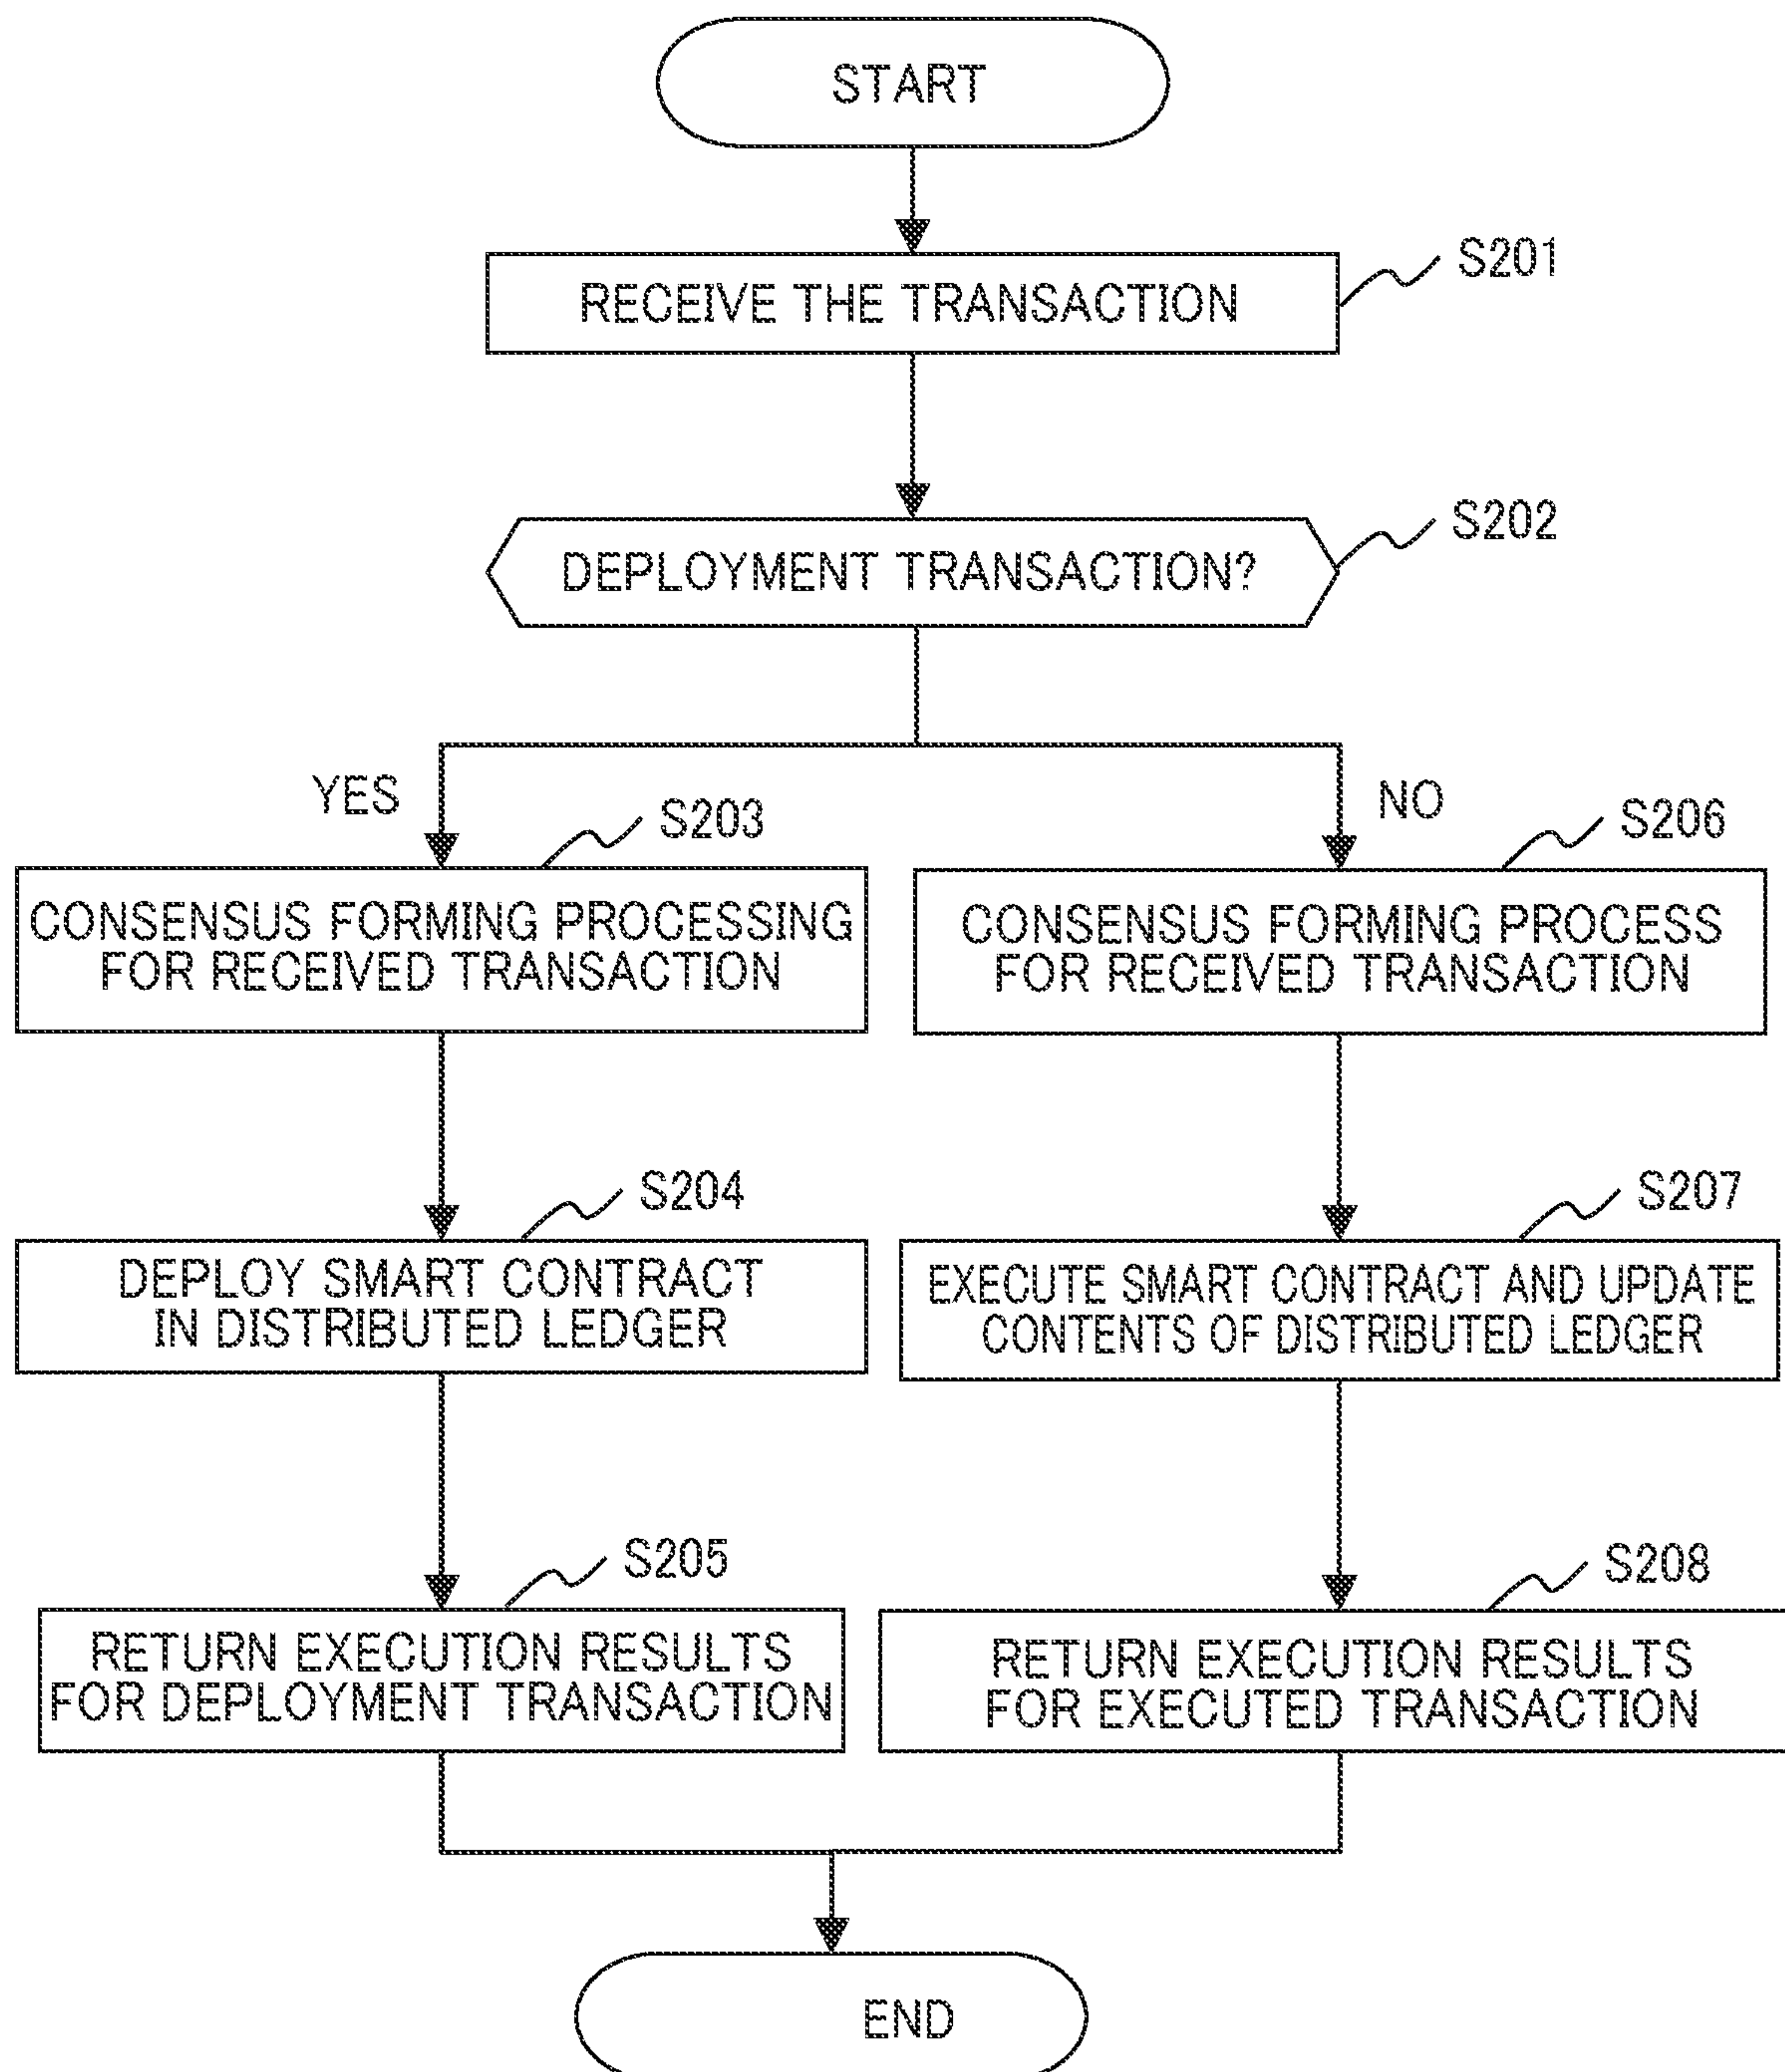 START
S201
RECEIVE THE TRANSACTION
S202
DEPLOYMENT TRANSACTION?
YES
NO
S203
CONSENSUS FORMING PROCESSING
FOR RECEIVED TRANSACTION
S206
CONSENSUS FORMING PROCESS
FOR RECEIVED TRANSACTION
S204
DEPLOY SMART CONTRACT
IN DISTRIBUTED LEDGER
S207
EXECUTE SMART CONTRACT AND UPDATE
CONTENTS OF DISTRIBUTED LEDGER
S205
RETURN EXECUTION RESULTS
FOR DEPLOYMENT TRANSACTION
S208
RETURN EXECUTION RESULTS
FOR EXECUTED TRANSACTION
END